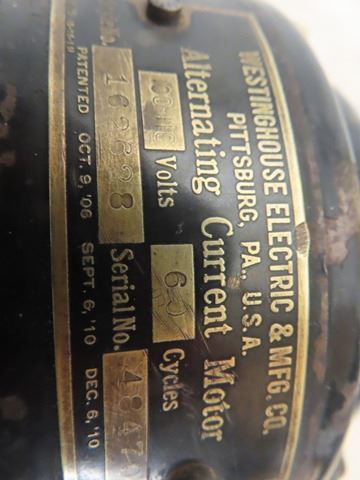 WESTINGHOUSE ELECTRIC & MFG. CO.
PITTSBURG, PA., U.S.A.
Alternating Current Motor
Volts 60 Cycles
162828 Serial No.
PATENTED OCT. 9, '06 SEPT. 6, '10 DEC. 6, '10